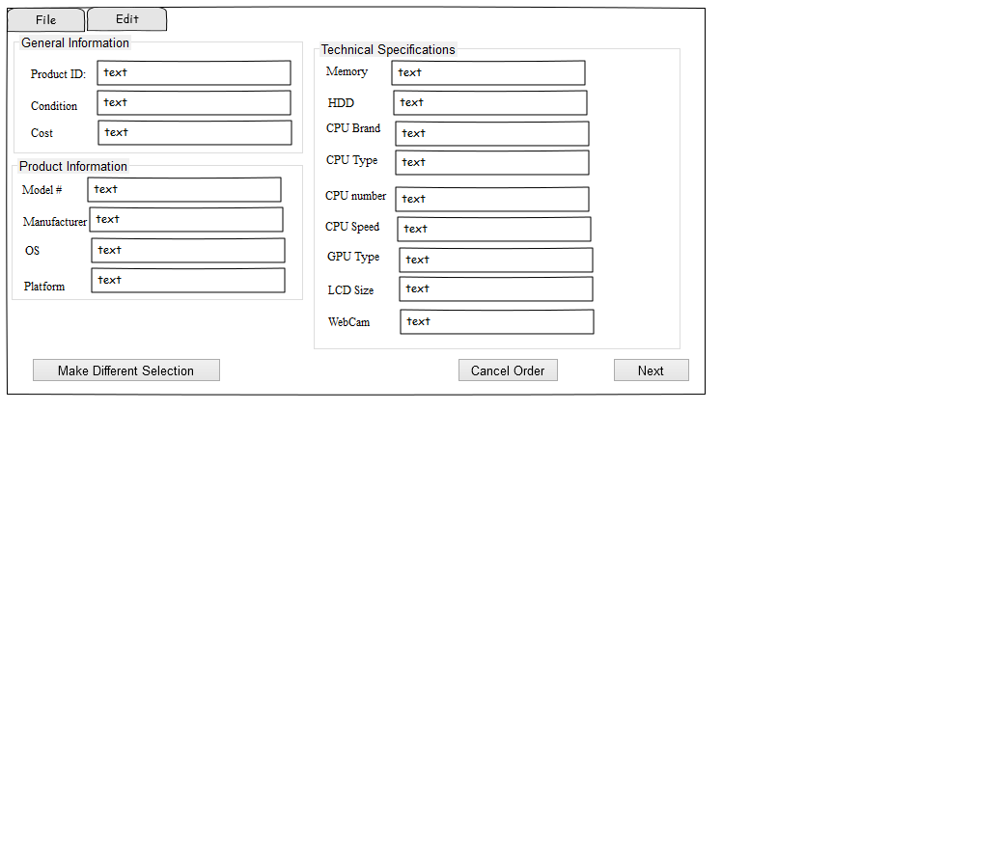 File Edit
General Information
Product ID: text
Condition text
Cost text
Product Information
Model # text
Manufacturer text
OS text
Platform text
Technical Specifications
Memory text
HDD text
CPU Brand text
CPU Type text
CPU number text
CPU Speed text
GPU Type text
LCD Size text
WebCam text
Make Different Selection Cancel Order Next